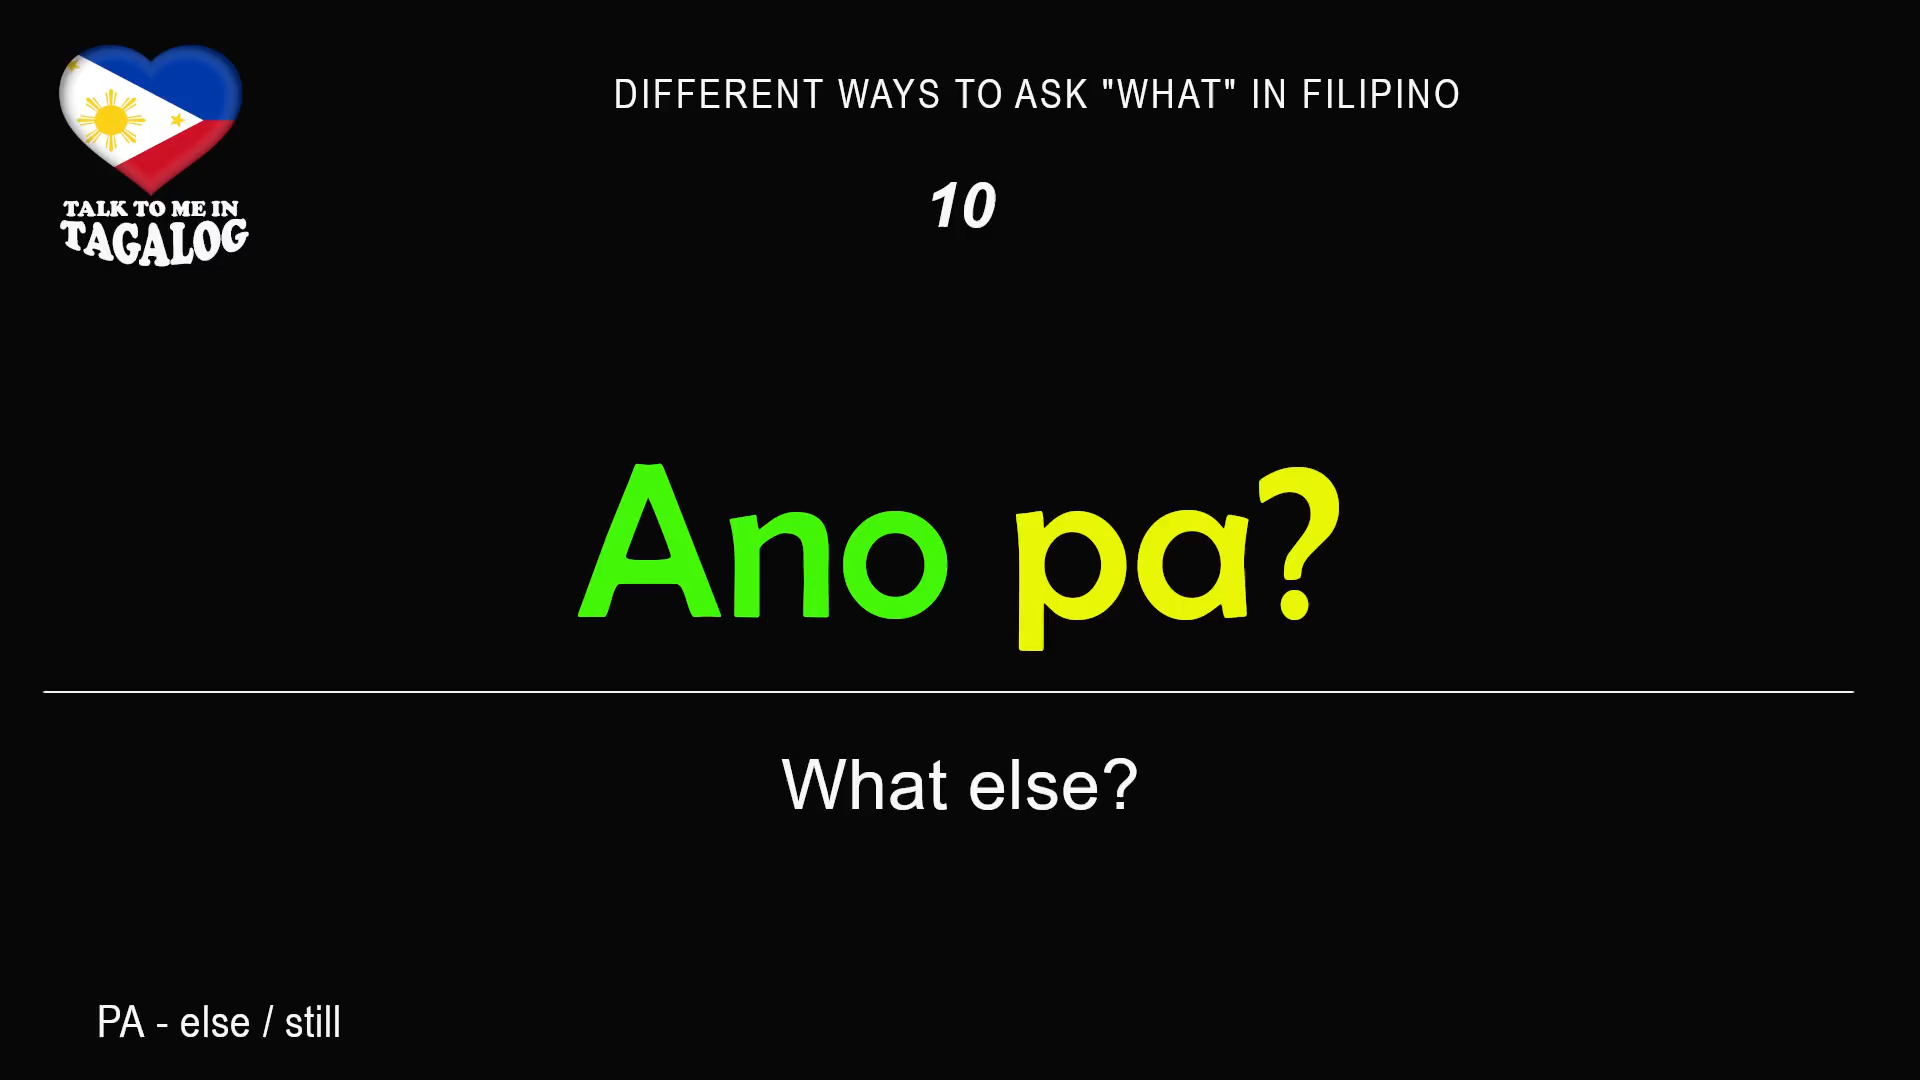 TALK TO ME IN
TAGALOG
DIFFERENT WAYS TO ASK "WHAT" IN FILIPINO
10
Ano pa?
What else?
PA - else / still